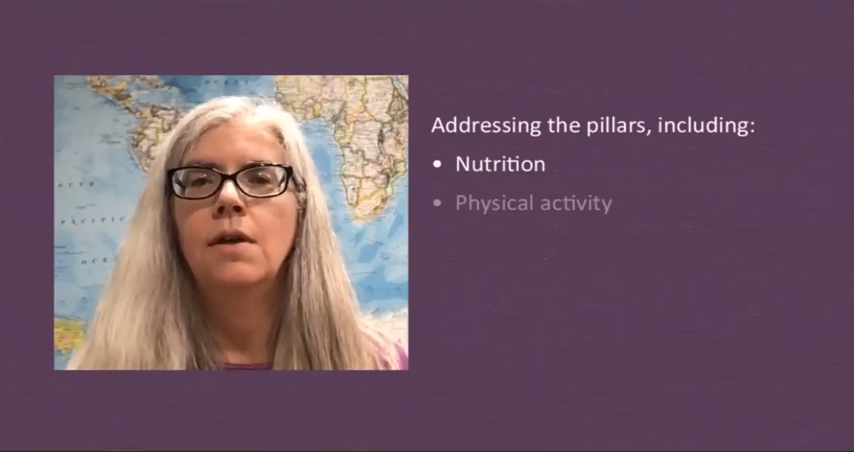 Addressing the pillars, including:
• Nutrition
• Physical activity